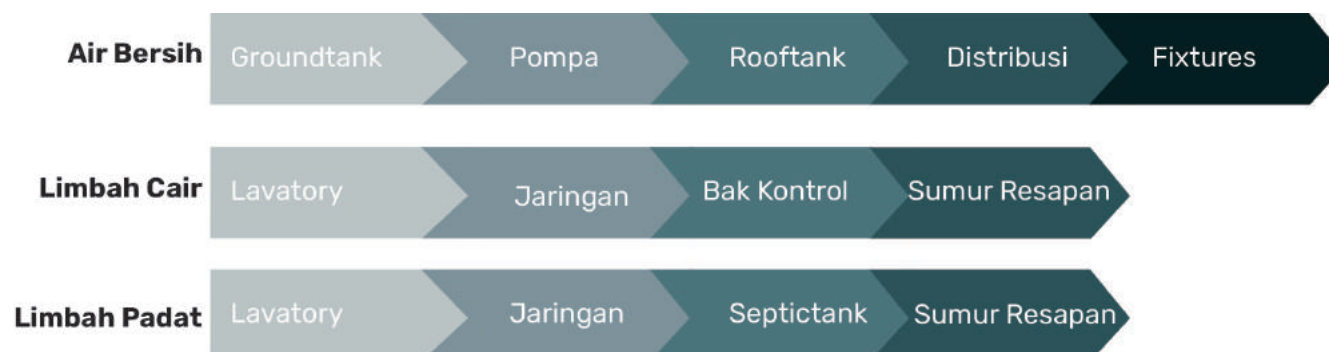 Air Bersih Groundtank Pompa Rooftank Distribusi Fixtures
Limbah Cair Lavatory Jaringan Bak Kontrol Sumur Resapan
Limbah Padat Lavatory Jaringan Septictank Sumur Resapan